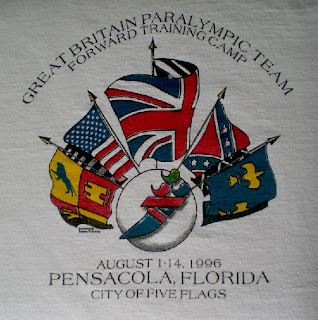 GREAT BRITAIN PARALYMPIC TEAM
FORWARD TRAINING CAMP
AUGUST 1-14, 1996
PENSACOLA, FLORIDA
CITY OF FIVE FLAGS